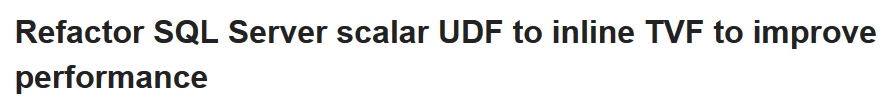 Refactor SQL Server scalar UDF to inline TVF to improve
performance